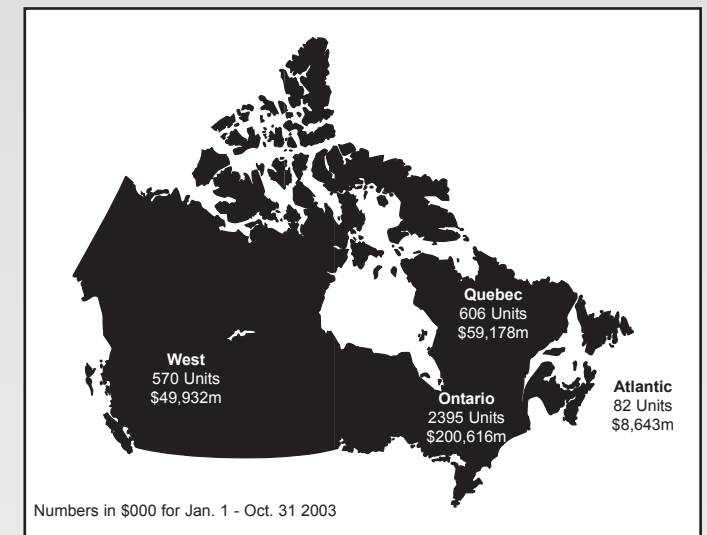 Quebec
606 Units
$59,178m
West
570 Units
$49,932m
Atlantic
82 Units
$8,643m
Ontario
2395 Units
$200,616m
Numbers in $000 for Jan. 1 - Oct. 31 2003